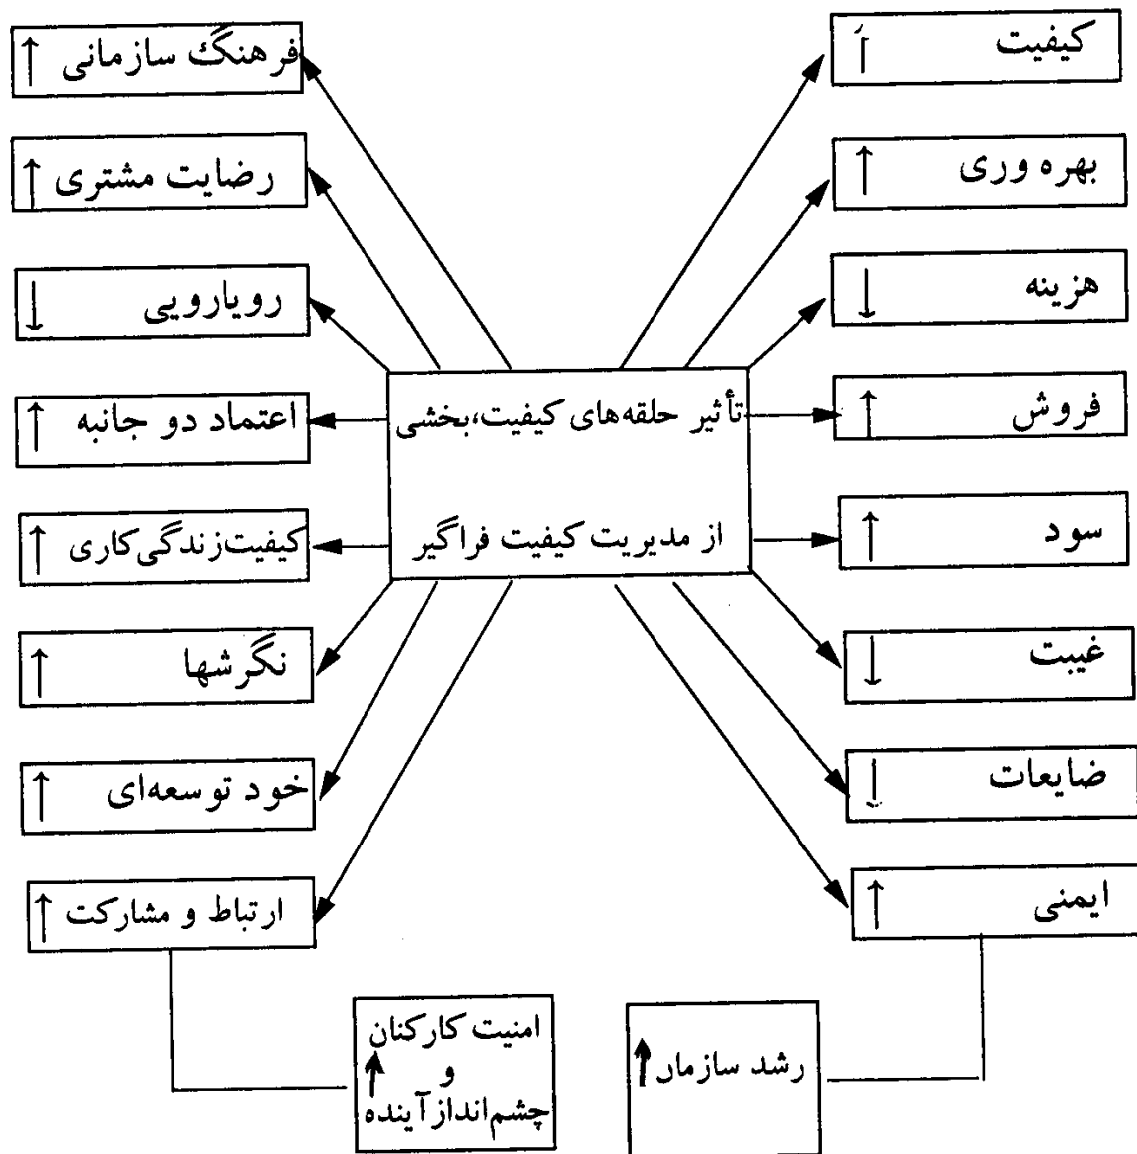 کیفیت ↑
بهره وری ↑
هزینه ↓
فروش ↑
سود ↑
غیبت ↓
ضایعات ↓
ایمنی ↑
رشد سازمان ↑
تأثیر حلقه‌های کیفیت،بخشی
از مدیریت کیفیت فراگیر
فرهنگ سازمانی ↑
رضایت مشتری ↑
رویارویی ↓
اعتماد دو جانبه ↑
کیفیت زندگی کاری ↑
نگرشها ↑
خود توسعه‌ای ↑
ارتباط و مشارکت ↑
امنیت کارکنان
و ↑
چشم‌انداز آینده